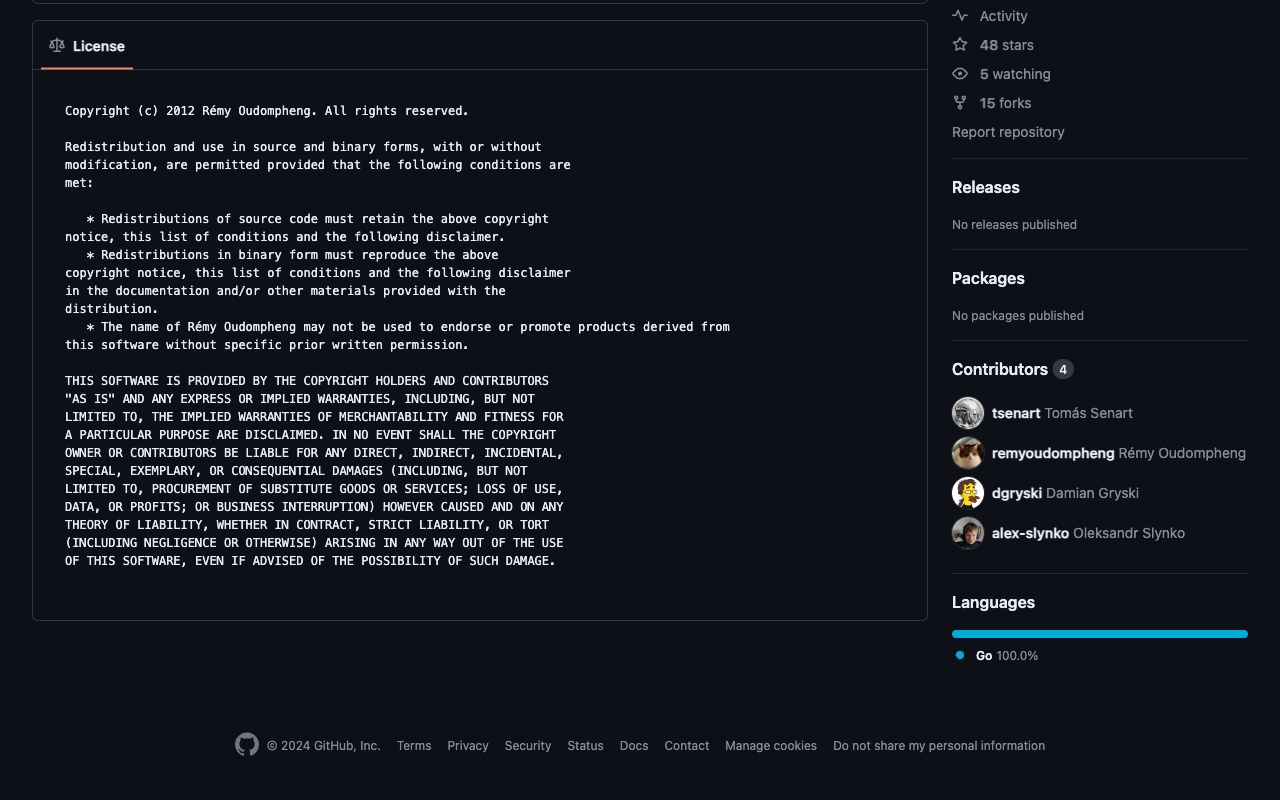 License
Copyright (c) 2012 Rémy Oudompheng. All rights reserved.
Redistribution and use in source and binary forms, with or without
modification, are permitted provided that the following conditions are
met:
* Redistributions of source code must retain the above copyright
notice, this list of conditions and the following disclaimer.
* Redistributions in binary form must reproduce the above
copyright notice, this list of conditions and the following disclaimer
in the documentation and/or other materials provided with the
distribution.
* The name of Rémy Oudompheng may not be used to endorse or promote products derived from
this software without specific prior written permission.
THIS SOFTWARE IS PROVIDED BY THE COPYRIGHT HOLDERS AND CONTRIBUTORS
"AS IS" AND ANY EXPRESS OR IMPLIED WARRANTIES, INCLUDING, BUT NOT
LIMITED TO, THE IMPLIED WARRANTIES OF MERCHANTABILITY AND FITNESS FOR
A PARTICULAR PURPOSE ARE DISCLAIMED. IN NO EVENT SHALL THE COPYRIGHT
OWNER OR CONTRIBUTORS BE LIABLE FOR ANY DIRECT, INDIRECT, INCIDENTAL,
SPECIAL, EXEMPLARY, OR CONSEQUENTIAL DAMAGES (INCLUDING, BUT NOT
LIMITED TO, PROCUREMENT OF SUBSTITUTE GOODS OR SERVICES; LOSS OF USE,
DATA, OR PROFITS; OR BUSINESS INTERRUPTION) HOWEVER CAUSED AND ON ANY
THEORY OF LIABILITY, WHETHER IN CONTRACT, STRICT LIABILITY, OR TORT
(INCLUDING NEGLIGENCE OR OTHERWISE) ARISING IN ANY WAY OUT OF THE USE
OF THIS SOFTWARE, EVEN IF ADVISED OF THE POSSIBILITY OF SUCH DAMAGE.
Activity
48 stars
5 watching
15 forks
Report repository
Releases
No releases published
Packages
No packages published
Contributors 4
tsenart Tomás Senart
remyoudompheng Rémy Oudompheng
dgryski Damian Gryski
alex-slynko Oleksandr Slynko
Languages
Go 100.0%
© 2024 GitHub, Inc. Terms Privacy Security Status Docs Contact Manage cookies Do not share my personal information